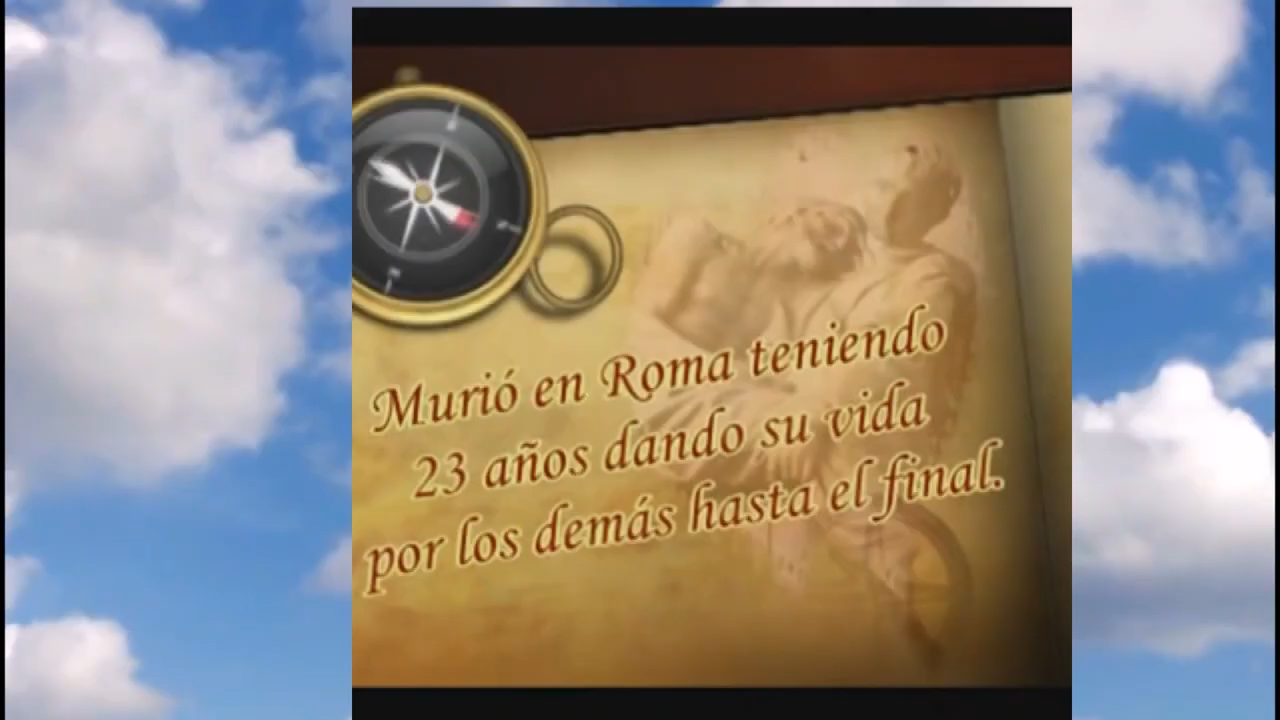 Murió en Roma teniendo
23 años dando su vida
por los demás hasta el final.